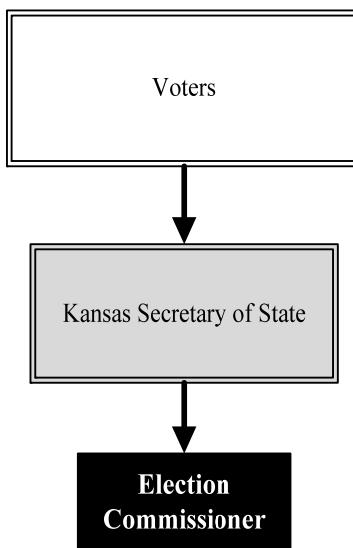 Voters
Kansas Secretary of State
Election
Commissioner